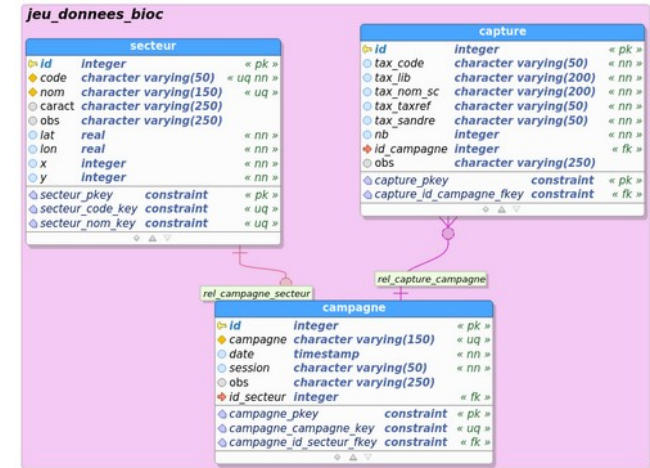 jeu_donnees_bioc
secteur
id integer « pk »
code character varying(50) « uq nn »
nom character varying(150) « uq »
caract character varying(250)
obs character varying(250)
lat real « nn »
lon real « nn »
x integer « nn »
y integer « nn »
secteur_pkey constraint « pk »
secteur_code_key constraint « uq »
secteur_nom_key constraint « uq »
capture
id integer « pk »
tax_code character varying(50) « nn »
tax_lib character varying(200) « nn »
tax_nom_sc character varying(200) « nn »
tax_taxref character varying(50) « nn »
tax_sandre character varying(50) « nn »
nb integer « nn »
id_campagne integer « fk »
obs character varying(250)
capture_pkey constraint « pk »
capture_id_campagne_fkey constraint « fk »
rel_campagne_secteur
rel_capture_campagne
campagne
id integer « pk »
campagne character varying(150) « uq »
date timestamp « nn »
session character varying(50) « nn »
obs character varying(250)
id_secteur integer « fk »
campagne_pkey constraint « pk »
campagne_campagne_key constraint « uq »
campagne_id_secteur_fkey constraint « fk »